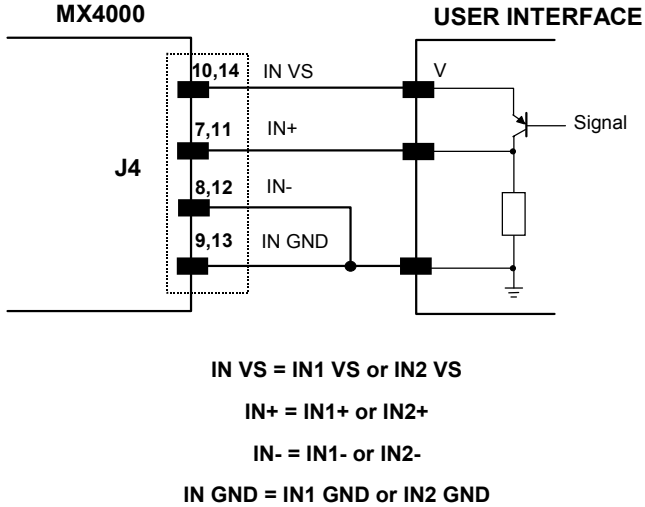 MX4000
USER INTERFACE
10,14 IN VS V
7,11 IN+ Signal
J4
8,12 IN-
9,13 IN GND
IN VS = IN1 VS or IN2 VS
IN+ = IN1+ or IN2+
IN- = IN1- or IN2-
IN GND = IN1 GND or IN2 GND